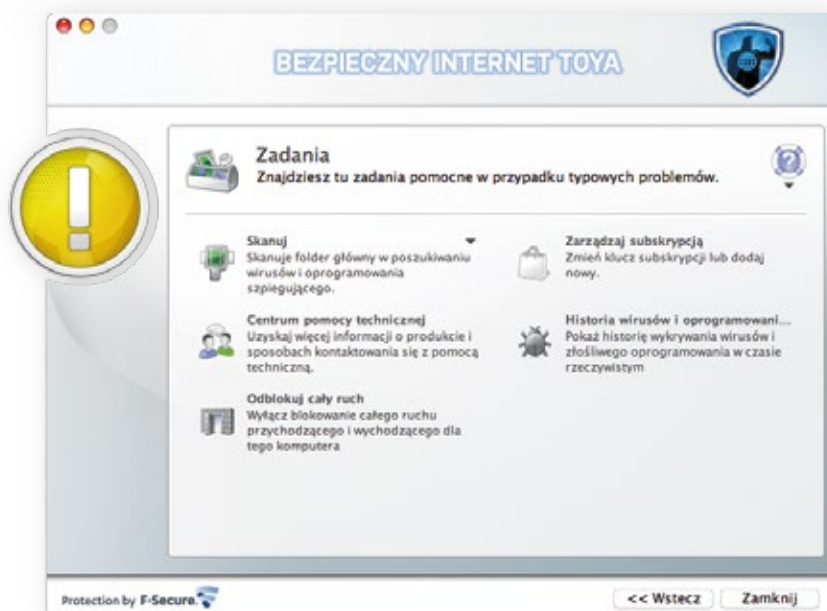 BEZPIECZNY INTERNET TOYA
Zadania
Znajdziesz tu zadania pomocne w przypadku typowych problemów.
Skanuj
Skanuje folder główny w poszukiwaniu
wirusów i oprogramowania
szpiegującego.
Zarządzaj subskrypcją
Zmień klucz subskrypcji lub dodaj
nowy.
Centrum pomocy technicznej
Uzyskaj więcej informacji o produkcie i
sposobach kontaktowania się z pomocą
techniczną.
Historia wirusów i oprogramowani...
Pokaż historię wykrywania wirusów i
złośliwego oprogramowania w czasie
rzeczywistym
Odblokuj cały ruch
Wyłącz blokowanie całego ruchu
przychodzącego i wychodzącego dla
tego komputera
Protection by F-Secure.
<< Wstecz
Zamknij